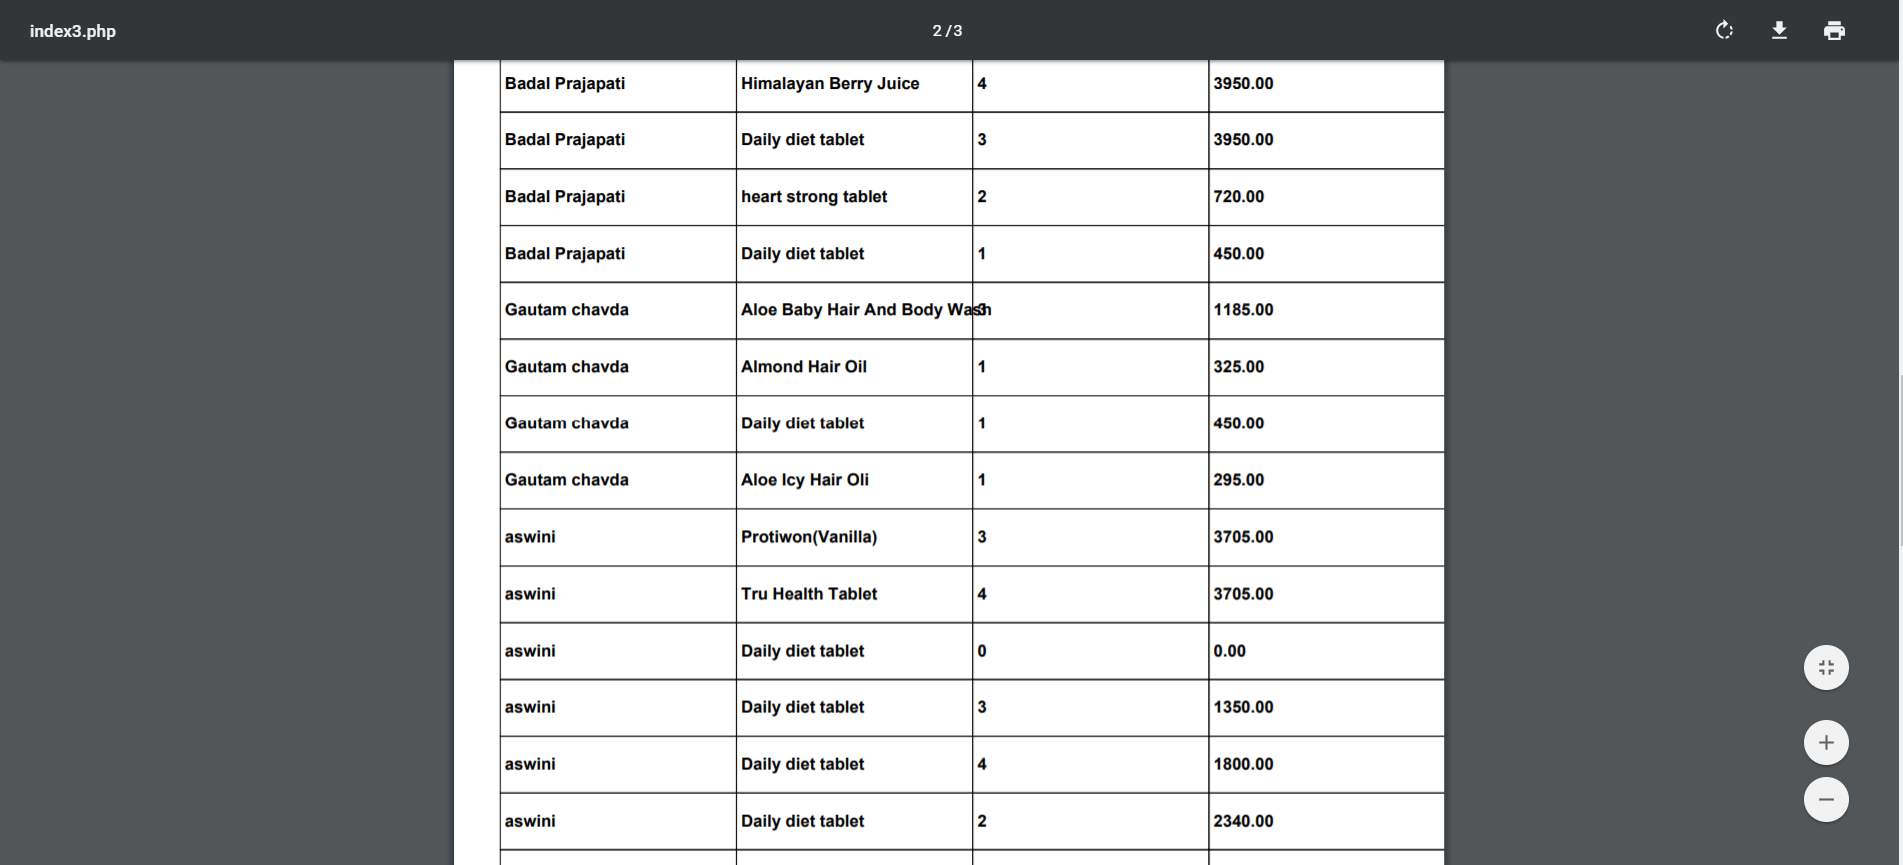 index3.php 2 / 3
Badal Prajapati Himalayan Berry Juice 4 3950.00
Badal Prajapati Daily diet tablet 3 3950.00
Badal Prajapati heart strong tablet 2 720.00
Badal Prajapati Daily diet tablet 1 450.00
Gautam chavda Aloe Baby Hair And Body Wash 3 1185.00
Gautam chavda Almond Hair Oil 1 325.00
Gautam chavda Daily diet tablet 1 450.00
Gautam chavda Aloe Icy Hair Oli 1 295.00
aswini Protiwon(Vanilla) 3 3705.00
aswini Tru Health Tablet 4 3705.00
aswini Daily diet tablet 0 0.00
aswini Daily diet tablet 3 1350.00
aswini Daily diet tablet 4 1800.00
aswini Daily diet tablet 2 2340.00